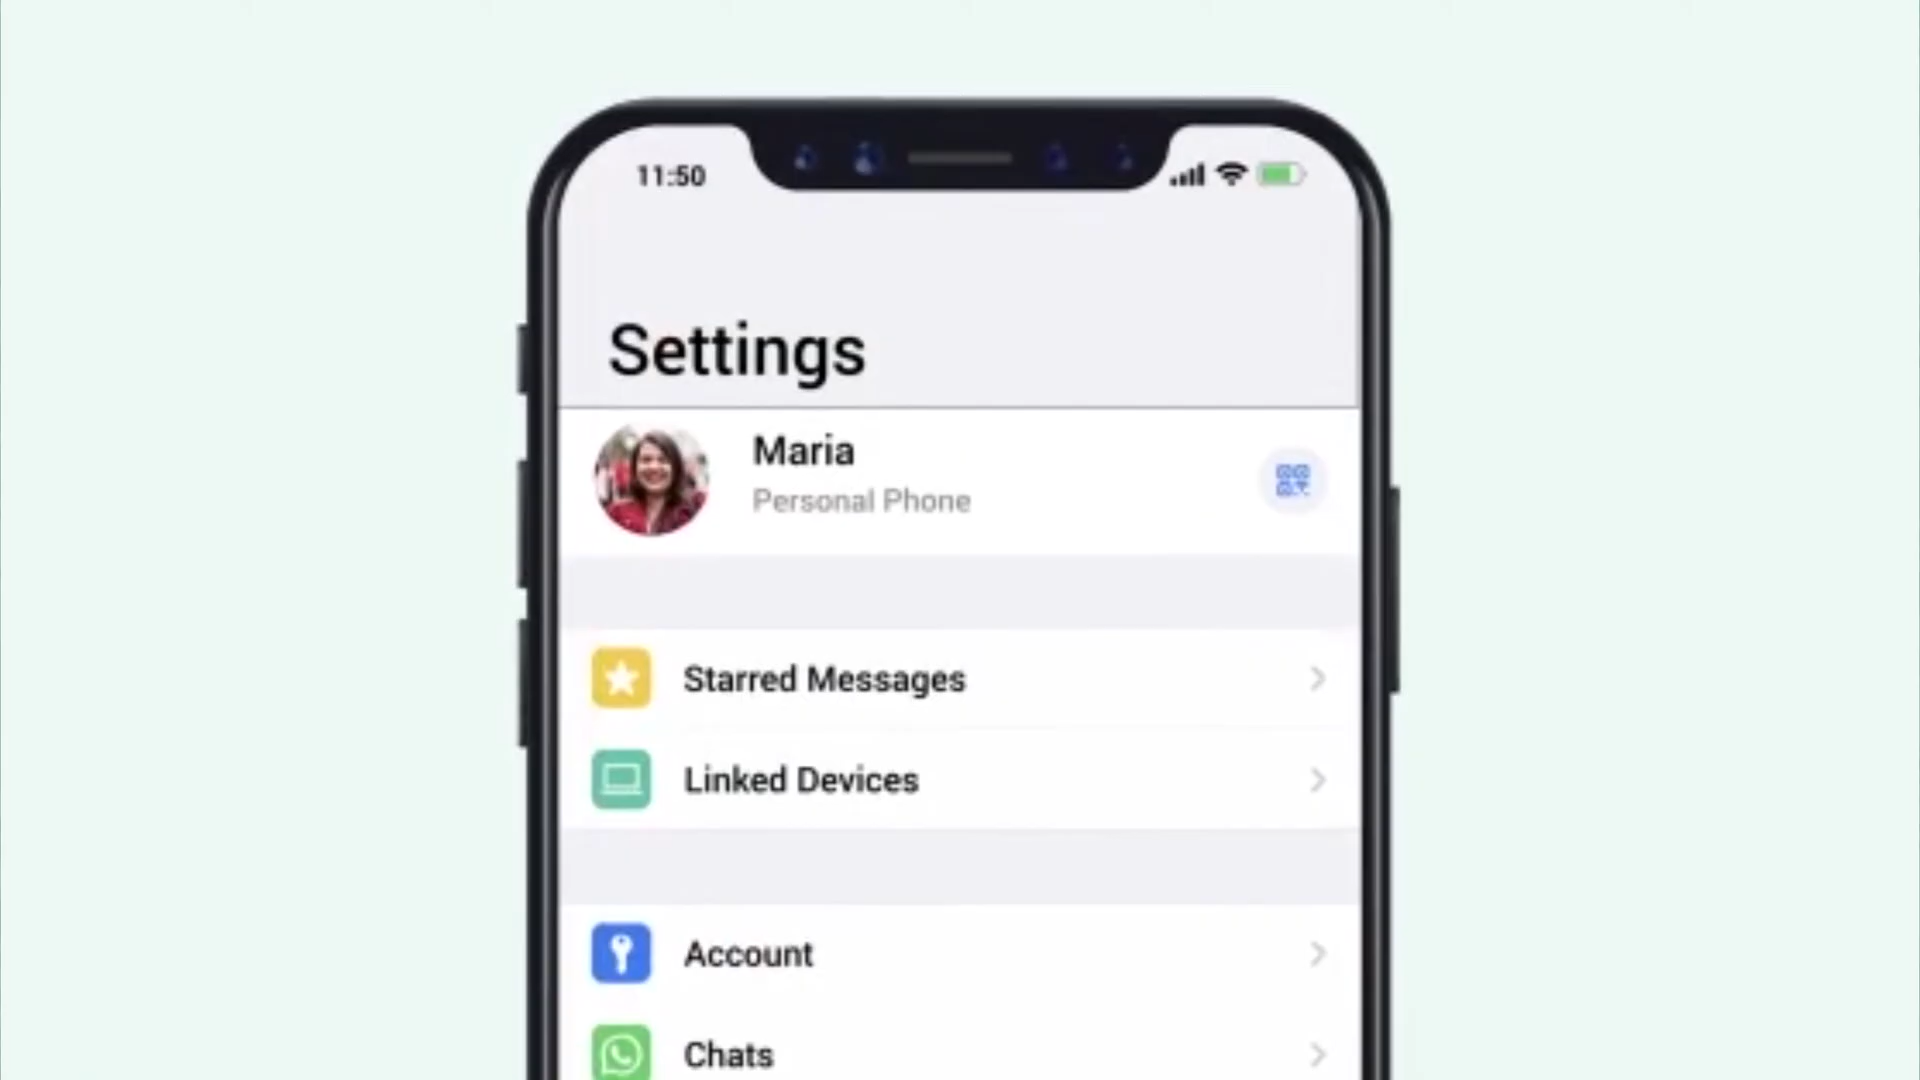 11:50
Settings
Maria
Personal Phone
Starred Messages
Linked Devices
Account
Chats